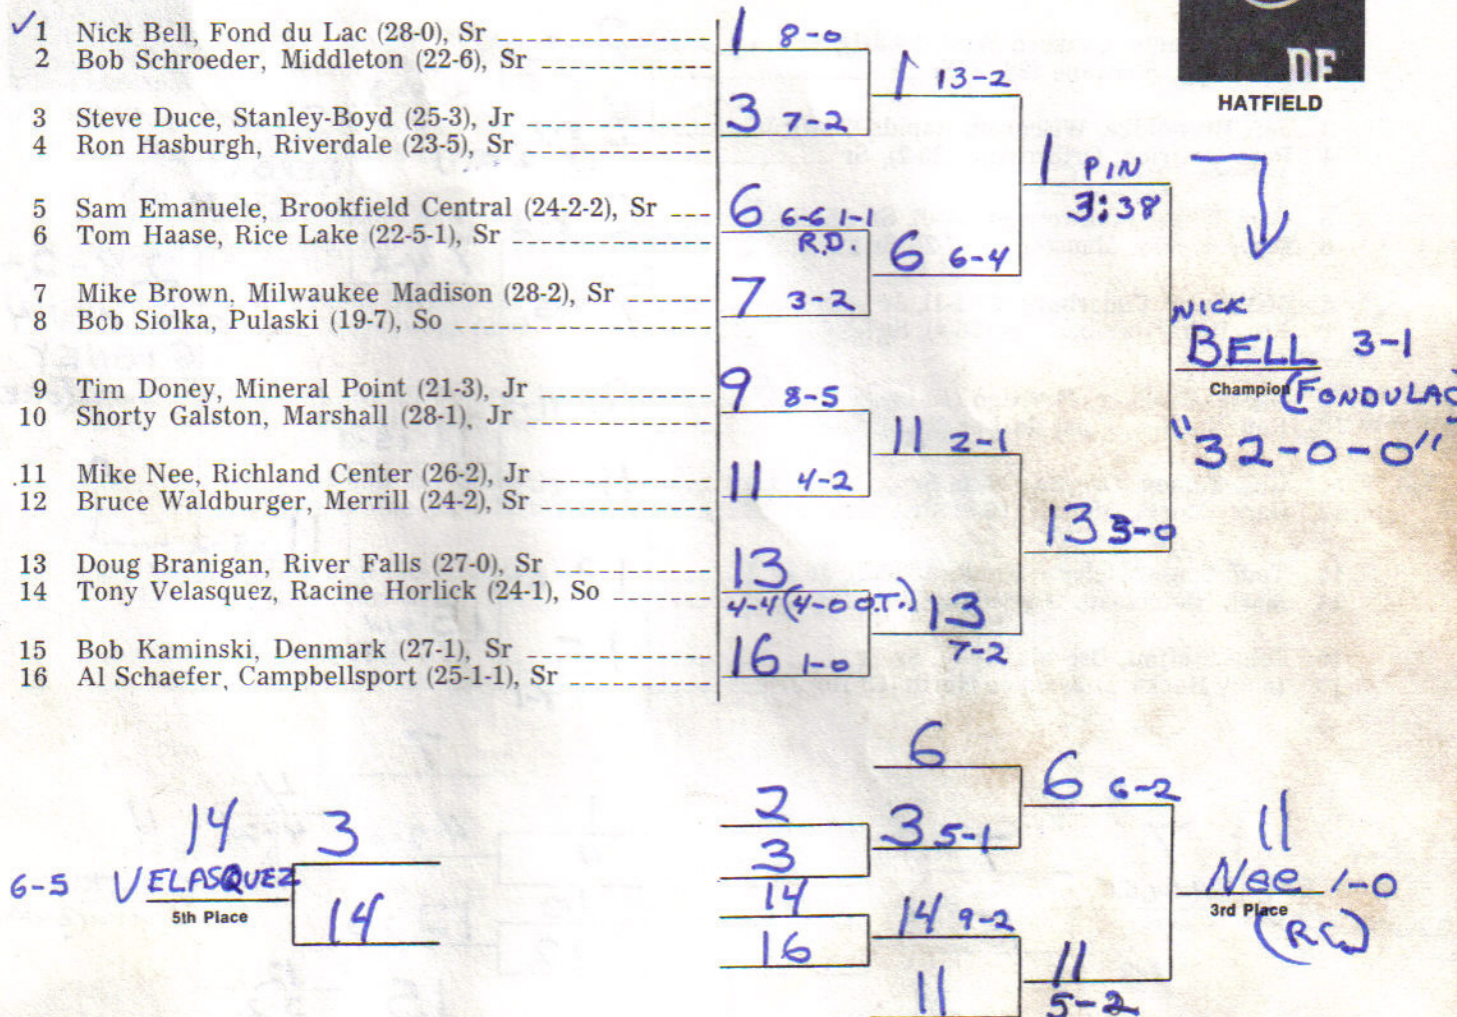 ✓1 Nick Bell, Fond du Lac (28-0), Sr
2 Bob Schroeder, Middleton (22-6), Sr
3 Steve Duce, Stanley-Boyd (25-3), Jr
4 Ron Hasburgh, Riverdale (23-5), Sr
5 Sam Emanuele, Brookfield Central (24-2-2), Sr
6 Tom Haase, Rice Lake (22-5-1), Sr
7 Mike Brown, Milwaukee Madison (28-2), Sr
8 Bob Siolka, Pulaski (19-7), So
9 Tim Doney, Mineral Point (21-3), Jr
10 Shorty Galston, Marshall (28-1), Jr
11 Mike Nee, Richland Center (26-2), Jr
12 Bruce Waldburger, Merrill (24-2), Sr
13 Doug Branigan, River Falls (27-0), Sr
14 Tony Velasquez, Racine Horlick (24-1), So
15 Bob Kaminski, Denmark (27-1), Sr
16 Al Schaefer, Campbellsport (25-1-1), Sr
1 8-0
3 7-2
6 6-6 1-1
R.D.
7 3-2
9 8-5
11 4-2
13
4-4 (4-0 O.T.)
16 1-0
1 13-2
6 6-4
11 2-1
13
7-2
1 PIN
3:38
13 3-0
DE
HATFIELD
NICK
BELL 3-1
Champion (FONDULAC)
"32-0-0"
14
6-5 VELASQUEZ
5th Place
3
14
2
3
14
16
6
3 5-1
14 9-2
11
6 6-2
11
5-2
11
Nee 1-0
3rd Place
(R.C.)